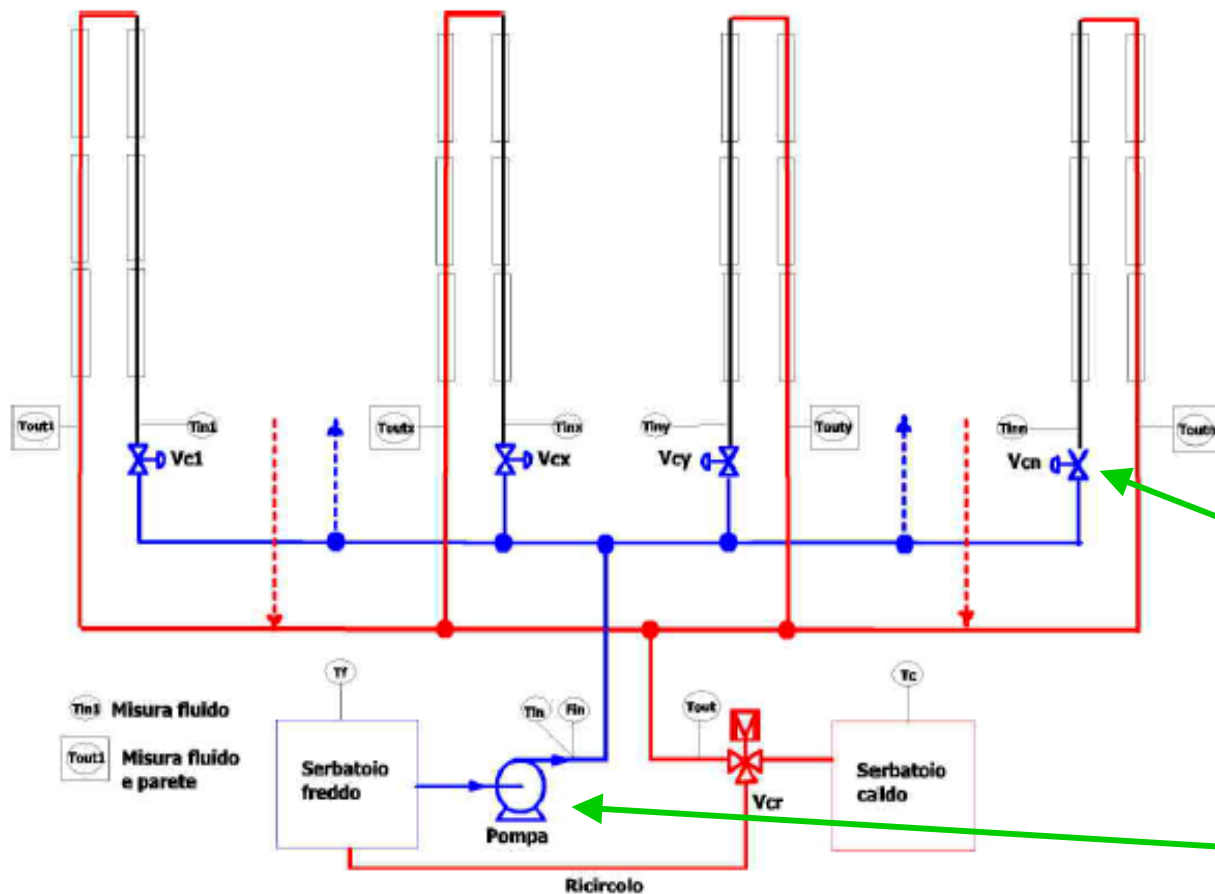 Tout1
Tin1
Toutx
Tinx
Tiny
Touty
Tinn
Toutn
Vc1
Vcx
Vcy
Vcn
Tf
Tc
Tin1 Misura fluido
Tin
Fin
Tout
M
Tout1 Misura fluido
e parete
Serbatoio
freddo
Serbatoio
caldo
Vcr
Pompa
Ricircolo